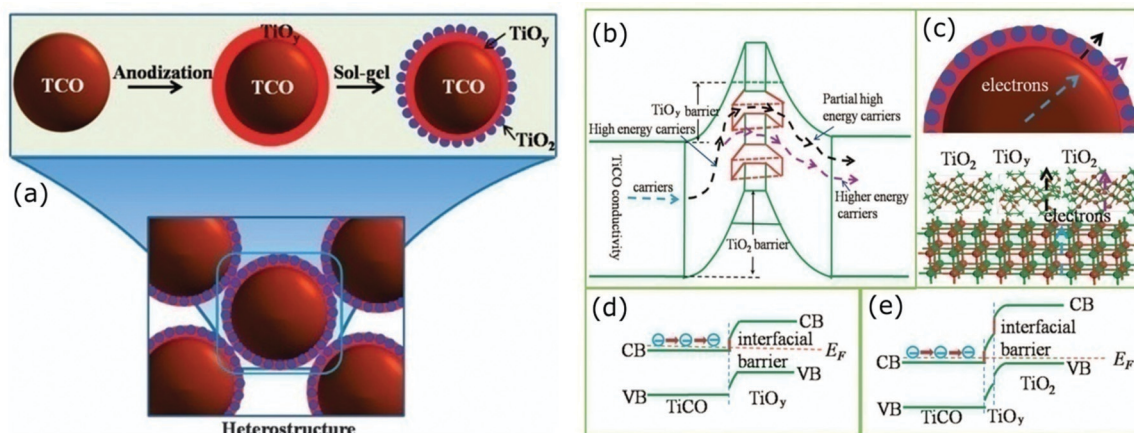 TCO
Anodization
TiOy
TCO
Sol-gel
TCO
TiOy
TiO2
(a)
Heterostructure
(b)
TiOy barrier
High energy carriers
carriers
TiCO conductivity
TiO2 barrier
Partial high
energy carriers
Higher energy
carriers
(c)
electrons
TiO2 TiOy TiO2
electrons
(d)
CB
CB
interfacial
barrier
EF
VB
VB
TiCO
TiOy
(e)
CB
CB
interfacial
barrier
EF
VB
TiO2
VB
TiCO
TiOy